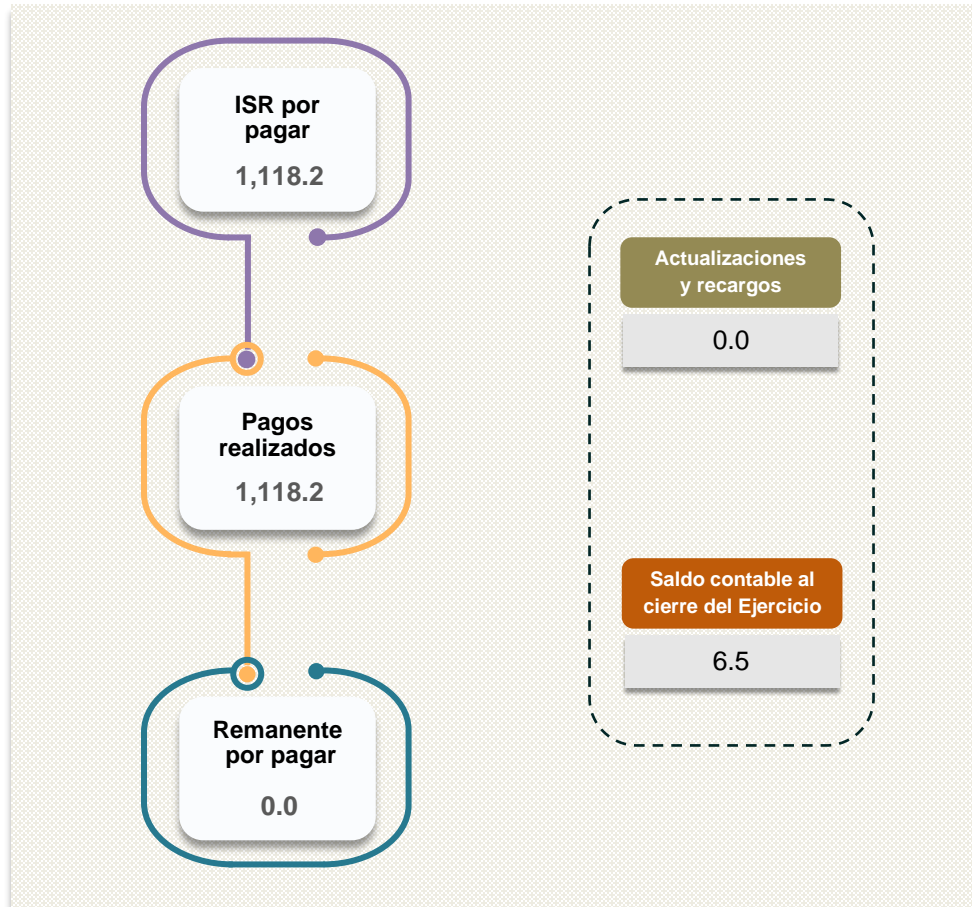 ISR por
pagar
1,118.2
Pagos
realizados
1,118.2
Remanente
por pagar
0.0
Actualizaciones
y recargos
0.0
Saldo contable al
cierre del Ejercicio
6.5